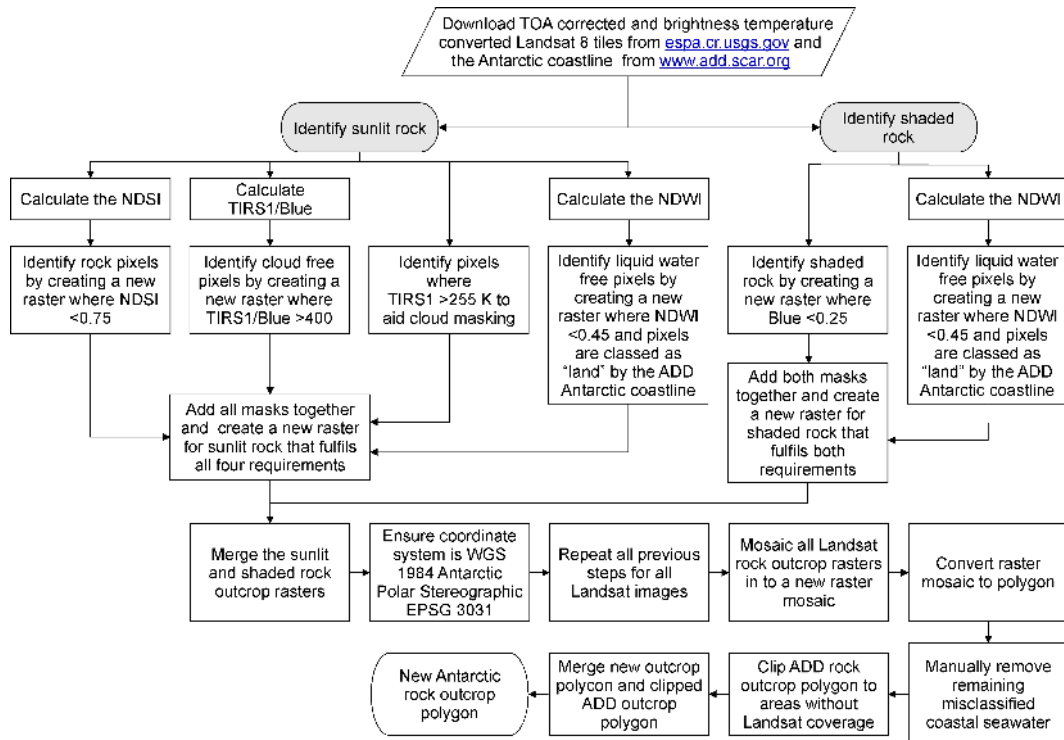 Download TOA corrected and brightness temperature
converted Landsat 8 tiles from espa.cr.usgs.gov and
the Antarctic coastline from www.add.scar.org
Identify sunlit rock
Identify shaded
rock
Calculate the NDSI
Calculate
TIRS1/Blue
Calculate the NDWI
Calculate the NDWI
Identify rock pixels
by creating a new
raster where NDSI
<0.75
Identify cloud free
pixels by creating a
new raster where
TIRS1/Blue >400
Identify pixels
where
TIRS1 >255 K to
aid cloud masking
Identify liquid water
free pixels by
creating a new
raster where NDWI
<0.45 and pixels
are classed as
“land” by the ADD
Antarctic coastline
Identify shaded
rock by creating a
new raster where
Blue <0.25
Identify liquid water
free pixels by
creating a new
raster where NDWI
<0.45 and pixels
are classed as
“land” by the ADD
Antarctic coastline
Add all masks together
and create a new raster
for sunlit rock that fulfils
all four requirements
Add both masks
together and create
a new raster for
shaded rock that
fulfils both
requirements
Merge the sunlit
and shaded rock
outcrop rasters
Ensure coordinate
system is WGS
1984 Antarctic
Polar Stereographic
EPSG 3031
Repeat all previous
steps for all
Landsat images
Mosaic all Landsat
rock outcrop rasters
in to a new raster
mosaic
Convert raster
mosaic to polygon
New Antarctic
rock outcrop
polygon
Merge new outcrop
polycon and clipped
ADD outcrop
polygon
Clip ADD rock
outcrop polygon to
areas without
Landsat coverage
Manually remove
remaining
misclassified
coastal seawater